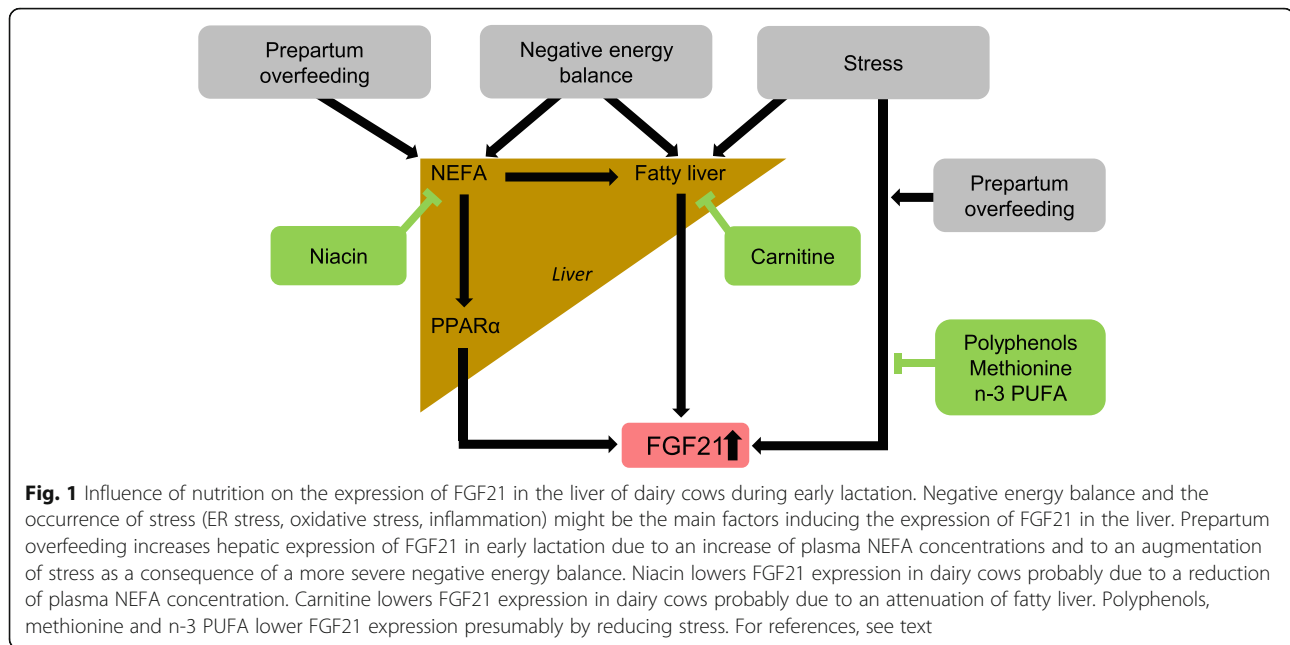 Prepartum
overfeeding
Negative energy
balance
Stress
NEFA
Fatty liver
Prepartum
overfeeding
Niacin
Carnitine
Liver
PPARα
Polyphenols
Methionine
n-3 PUFA
FGF21
Fig. 1 Influence of nutrition on the expression of FGF21 in the liver of dairy cows during early lactation. Negative energy balance and the
occurrence of stress (ER stress, oxidative stress, inflammation) might be the main factors inducing the expression of FGF21 in the liver. Prepartum
overfeeding increases hepatic expression of FGF21 in early lactation due to an increase of plasma NEFA concentrations and to an augmentation
of stress as a consequence of a more severe negative energy balance. Niacin lowers FGF21 expression in dairy cows probably due to a reduction
of plasma NEFA concentration. Carnitine lowers FGF21 expression in dairy cows probably due to an attenuation of fatty liver. Polyphenols,
methionine and n-3 PUFA lower FGF21 expression presumably by reducing stress. For references, see text